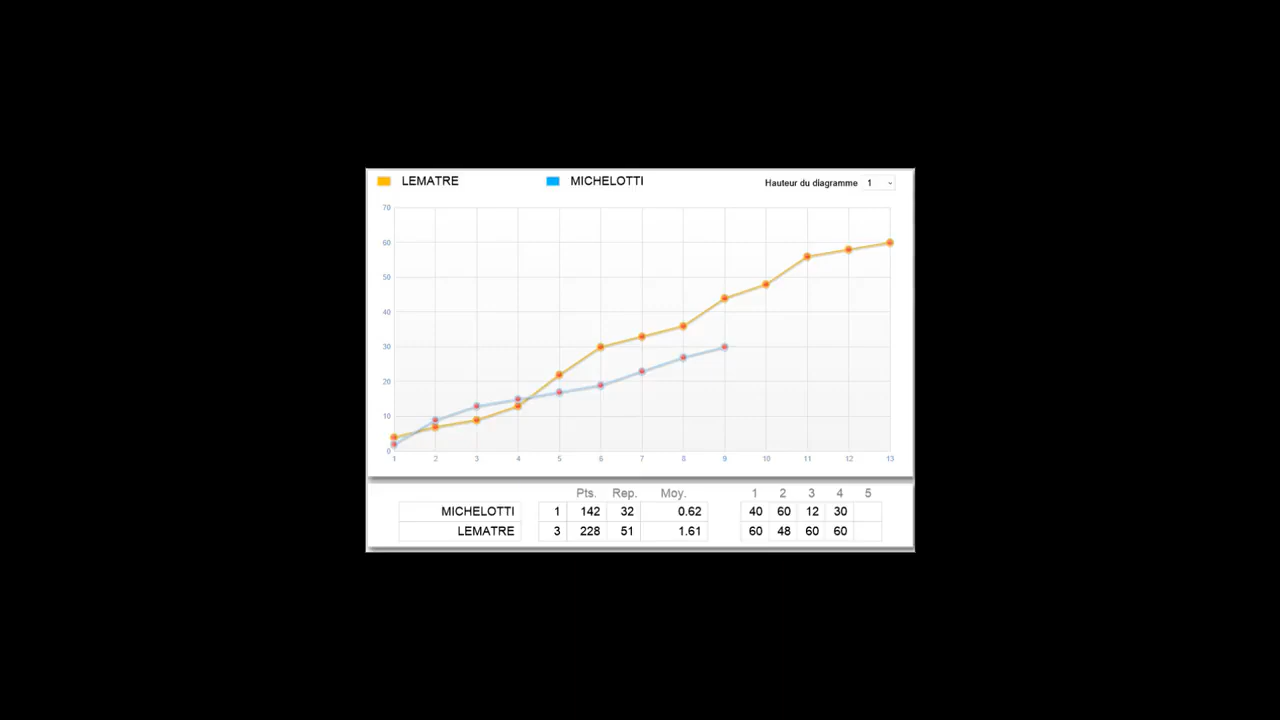 LEMATRE MICHELOTTI Hauteur du diagramme 1
70
60
50
40
30
20
10
0
1 2 3 4 5 6 7 8 9 10 11 12 13
Pts. Rep. Moy. 1 2 3 4 5
MICHELOTTI 1 142 32 0.62 40 60 12 30
LEMATRE 3 228 51 1.61 60 48 60 60